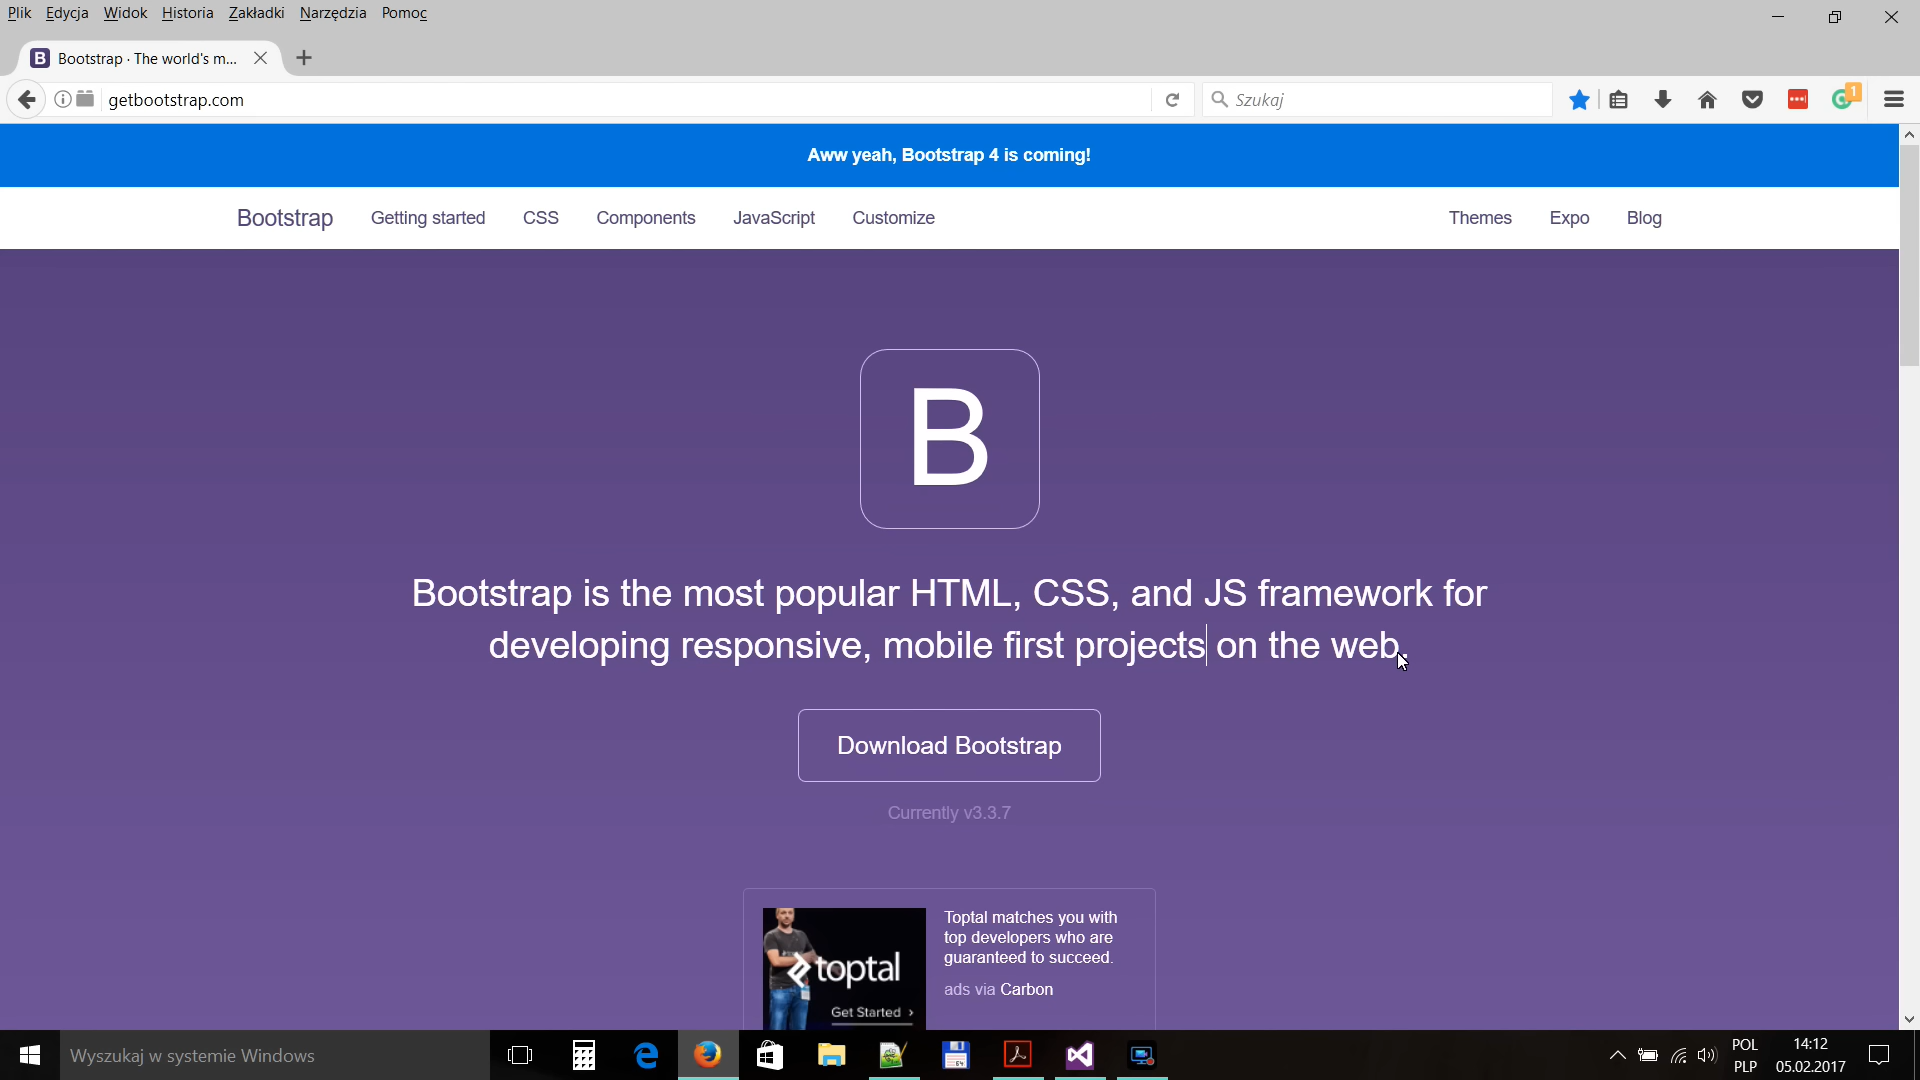 Plik Edycja Widok Historia Zakładki Narzędzia Pomoc
B Bootstrap · The world's m...
getbootstrap.com
Szukaj
1
Aww yeah, Bootstrap 4 is coming!
Bootstrap Getting started CSS Components JavaScript Customize Themes Expo Blog
B
Bootstrap is the most popular HTML, CSS, and JS framework for
developing responsive, mobile first projects on the web.
Download Bootstrap
Currently v3.3.7
toptal
Get Started ›
Toptal matches you with
top developers who are
guaranteed to succeed.
ads via Carbon
Wyszukaj w systemie Windows
64
POL
PLP
14:12
05.02.2017